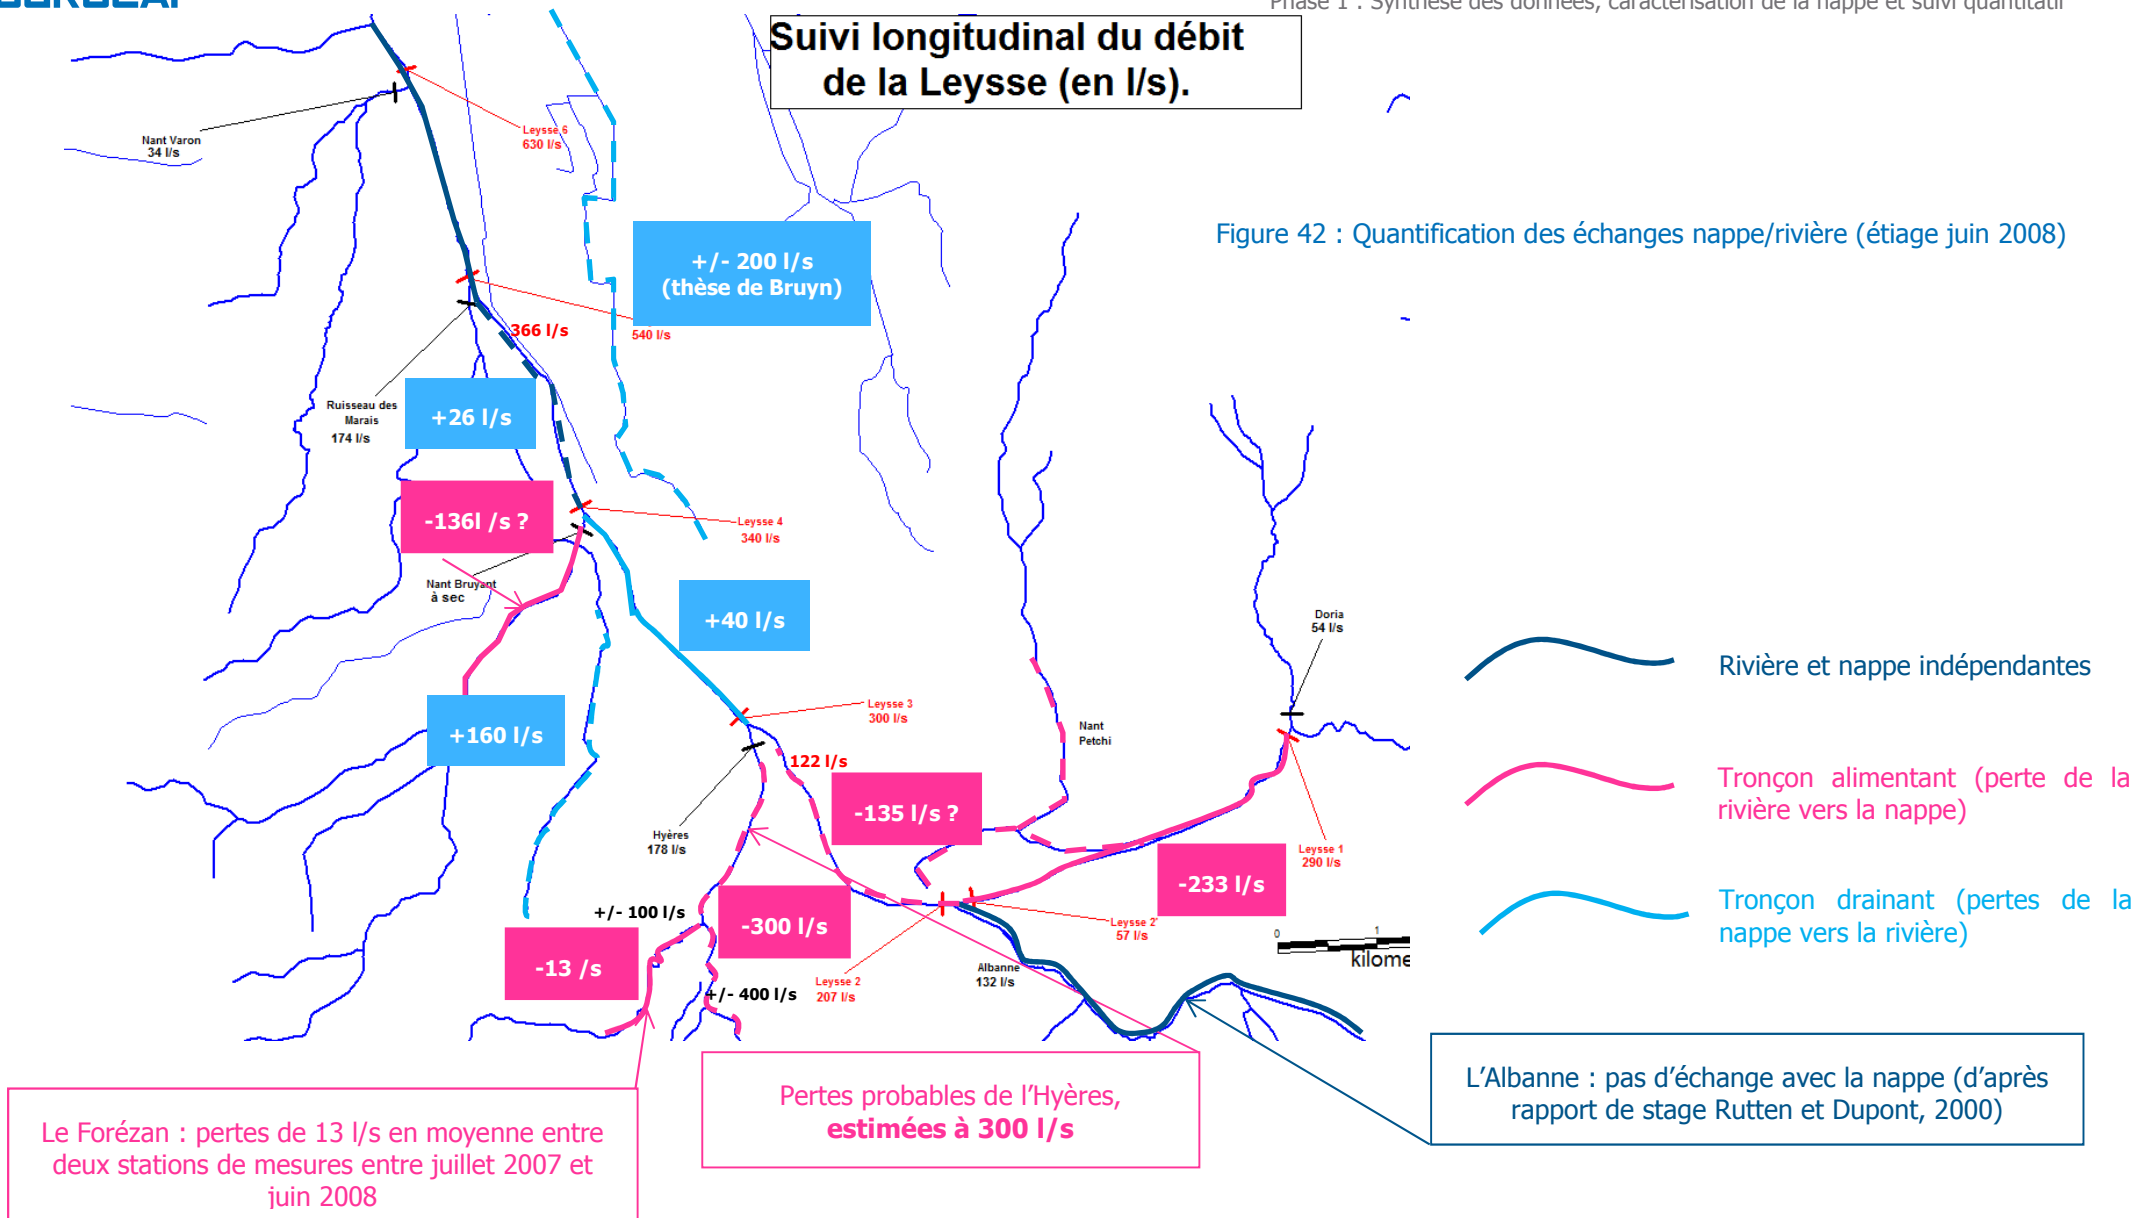 Phase 1 : Synthèse des données, caractérisation de la nappe et suivi quantitatif
Suivi longitudinal du débit
de la Leysse (en l/s).
Nant Varon
34 l/s
Leysse 6
630 l/s
Figure 42 : Quantification des échanges nappe/rivière (étiage juin 2008)
+/- 200 l/s
(thèse de Bruyn)
366 l/s
540 l/s
Ruisseau des
Marais
174 l/s
+26 l/s
-136l /s ?
Leysse 4
340 l/s
Nant Bruyant
à sec
+40 l/s
Doria
54 l/s
Rivière et nappe indépendantes
+160 l/s
Leysse 3
300 l/s
Nant
Petchi
122 l/s
Tronçon alimentant (perte de la
rivière vers la nappe)
-135 l/s ?
Hyères
178 l/s
Leysse 1
290 l/s
-233 l/s
Tronçon drainant (pertes de la
nappe vers la rivière)
+/- 100 l/s
-300 l/s
Leysse 2'
57 l/s
0
1
kilome
-13 /s
Albanne
132 l/s
Leysse 2
207 l/s
+/- 400 l/s
Le Forézan : pertes de 13 l/s en moyenne entre
deux stations de mesures entre juillet 2007 et
juin 2008
Pertes probables de l'Hyères,
estimées à 300 l/s
L'Albanne : pas d'échange avec la nappe (d'après
rapport de stage Rutten et Dupont, 2000)